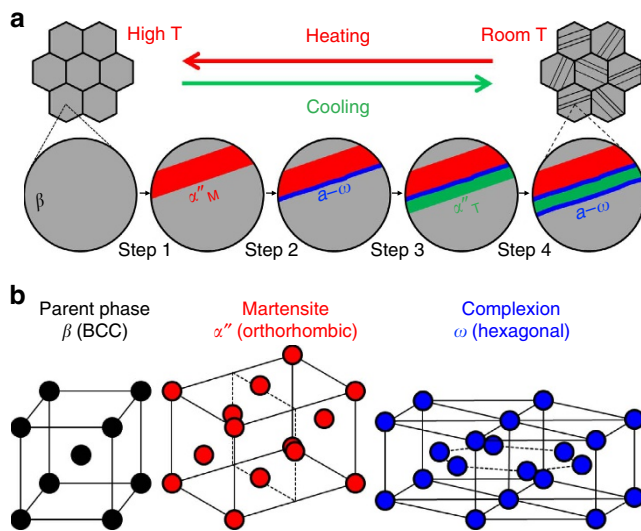 a
High T
Heating
Room T
Cooling
β
α″ M
a–ω
α″ T
a–ω
Step 1
Step 2
Step 3
Step 4
b
Parent phase
β (BCC)
Martensite
α″ (orthorhombic)
Complexion
ω (hexagonal)